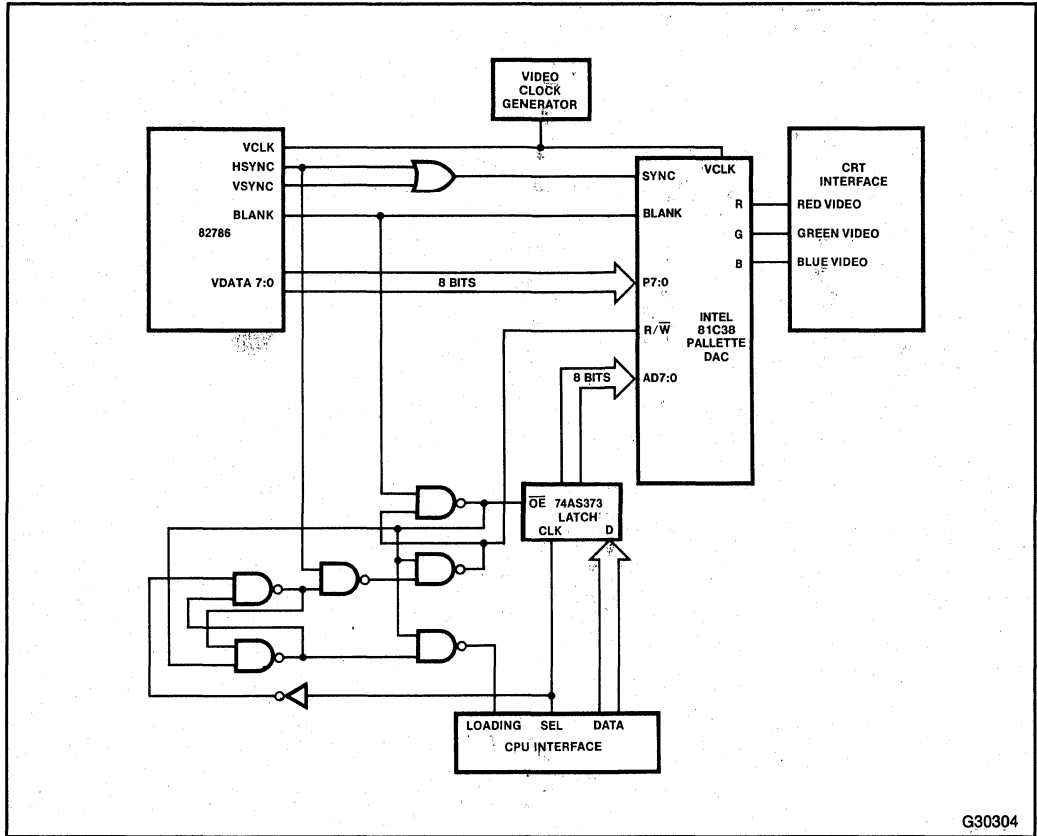 VIDEO
CLOCK
GENERATOR
VCLK
HSYNC
VSYNC
BLANK
82786
VDATA 7:0
8 BITS
SYNC
VCLK
BLANK
R
G
B
P7:0
INTEL
81C38
PALLETTE
DAC
R/W̅
AD7:0
8 BITS
CRT
INTERFACE
RED VIDEO
GREEN VIDEO
BLUE VIDEO
O̅E̅ 74AS373
LATCH
CLK D
LOADING SEL DATA
CPU INTERFACE
G30304